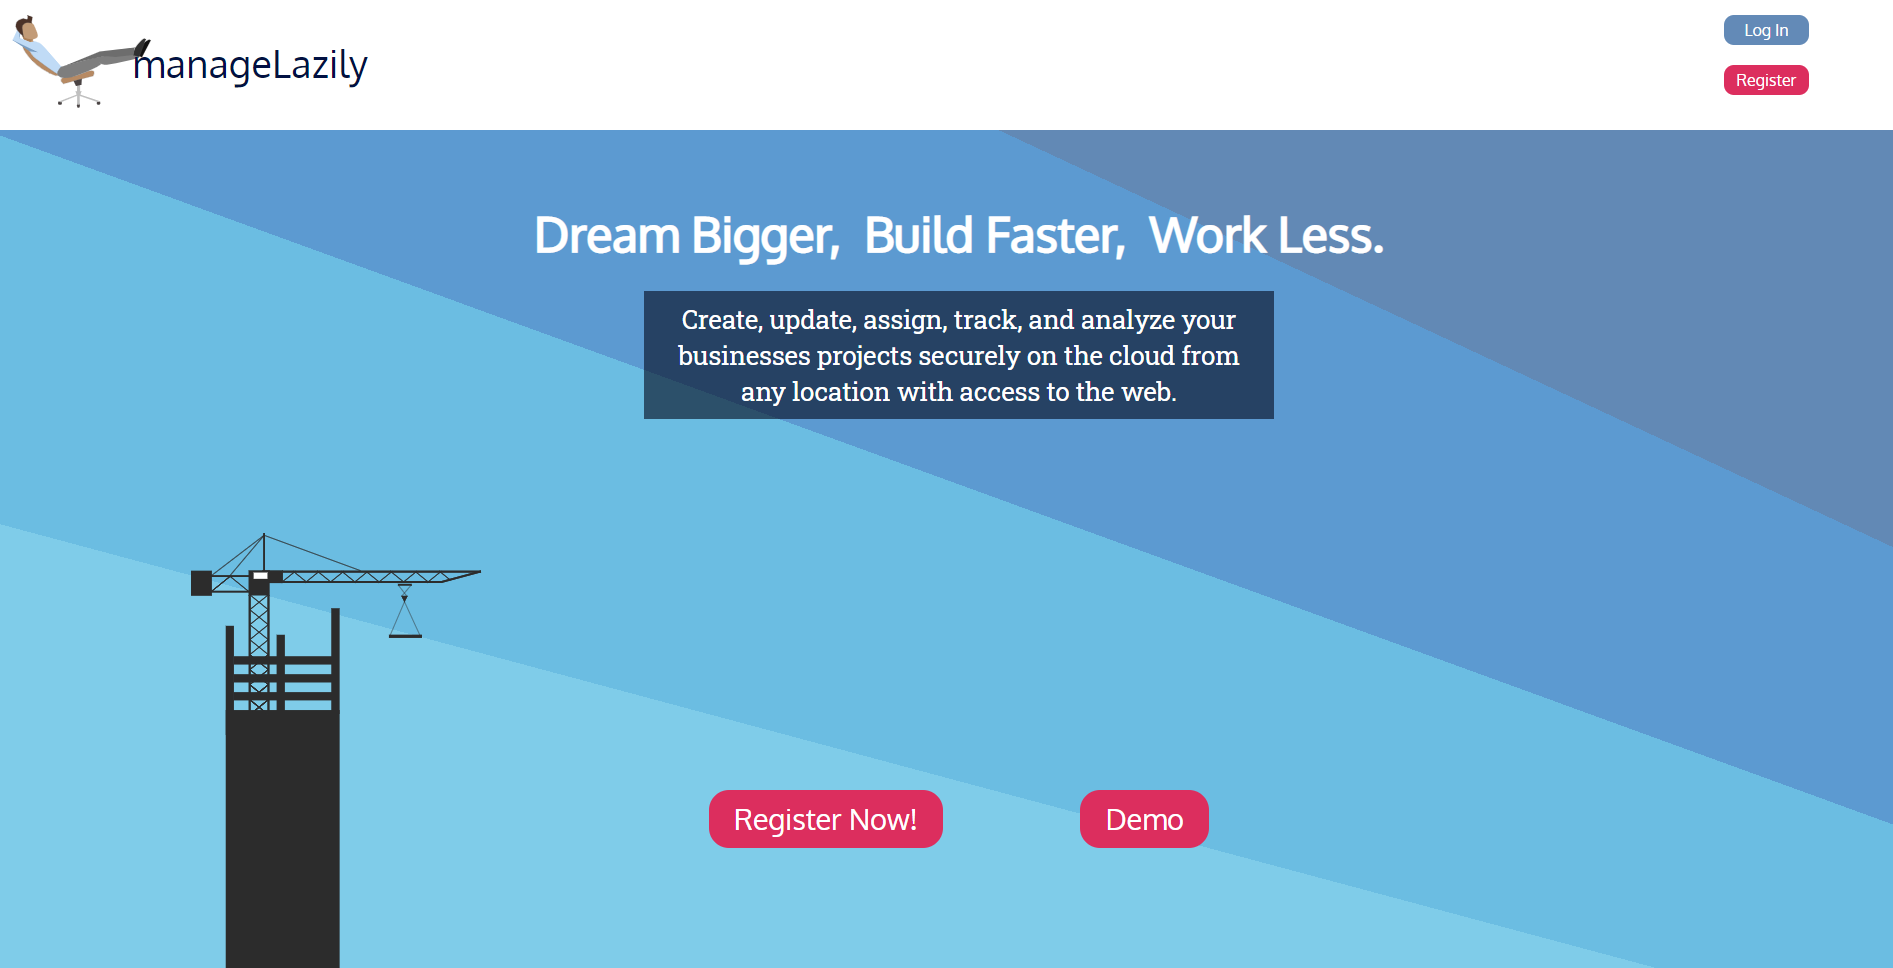 manageLazily
Log In
Register
Dream Bigger, Build Faster, Work Less.
Create, update, assign, track, and analyze your
businesses projects securely on the cloud from
any location with access to the web.
Register Now!
Demo